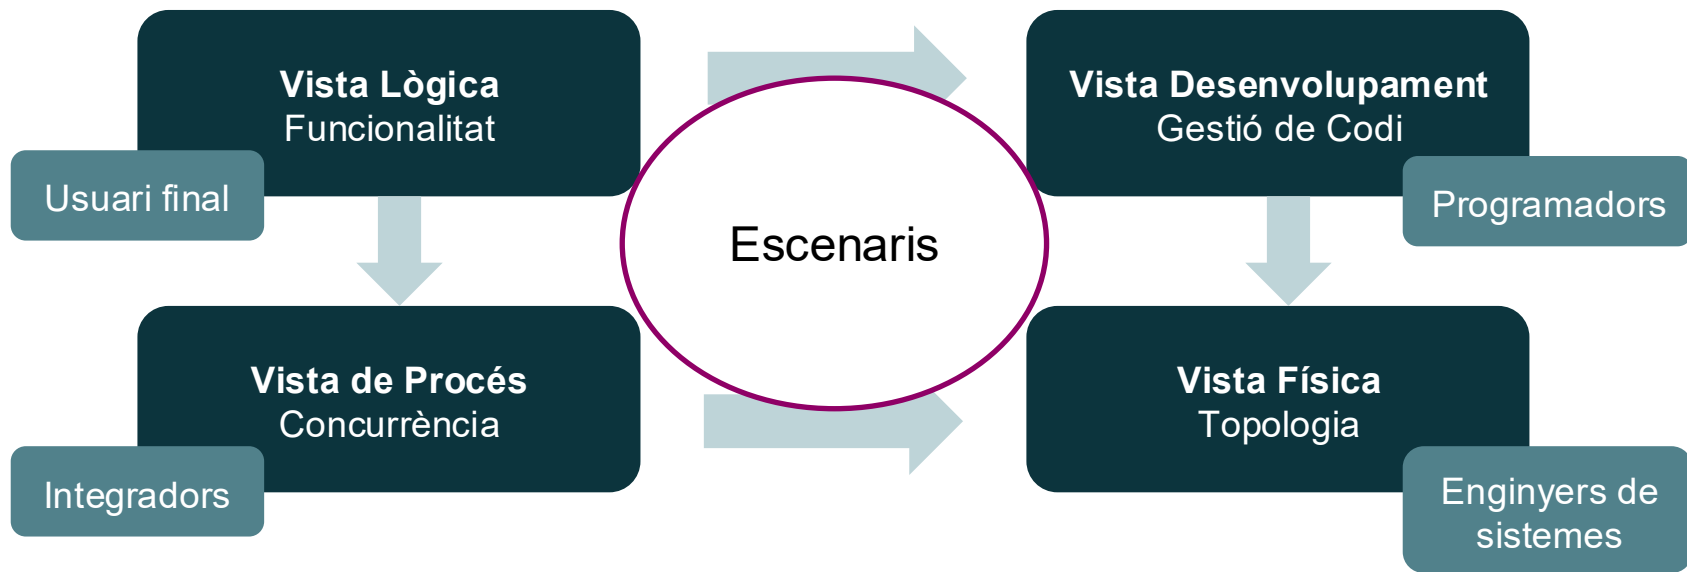 Vista Lògica
Funcionalitat
Usuari final
Vista Desenvolupament
Gestió de Codi
Programadors
Escenaris
Vista de Procés
Concurrència
Integradors
Vista Física
Topologia
Enginyers de
sistemes